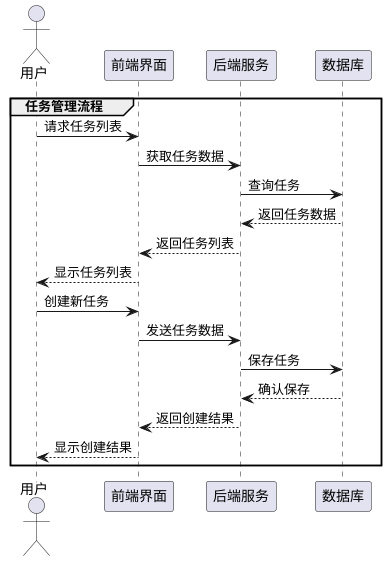 用户
前端界面
后端服务
数据库
任务管理流程
请求任务列表
获取任务数据
查询任务
返回任务数据
返回任务列表
显示任务列表
创建新任务
发送任务数据
保存任务
确认保存
返回创建结果
显示创建结果
用户
前端界面
后端服务
数据库